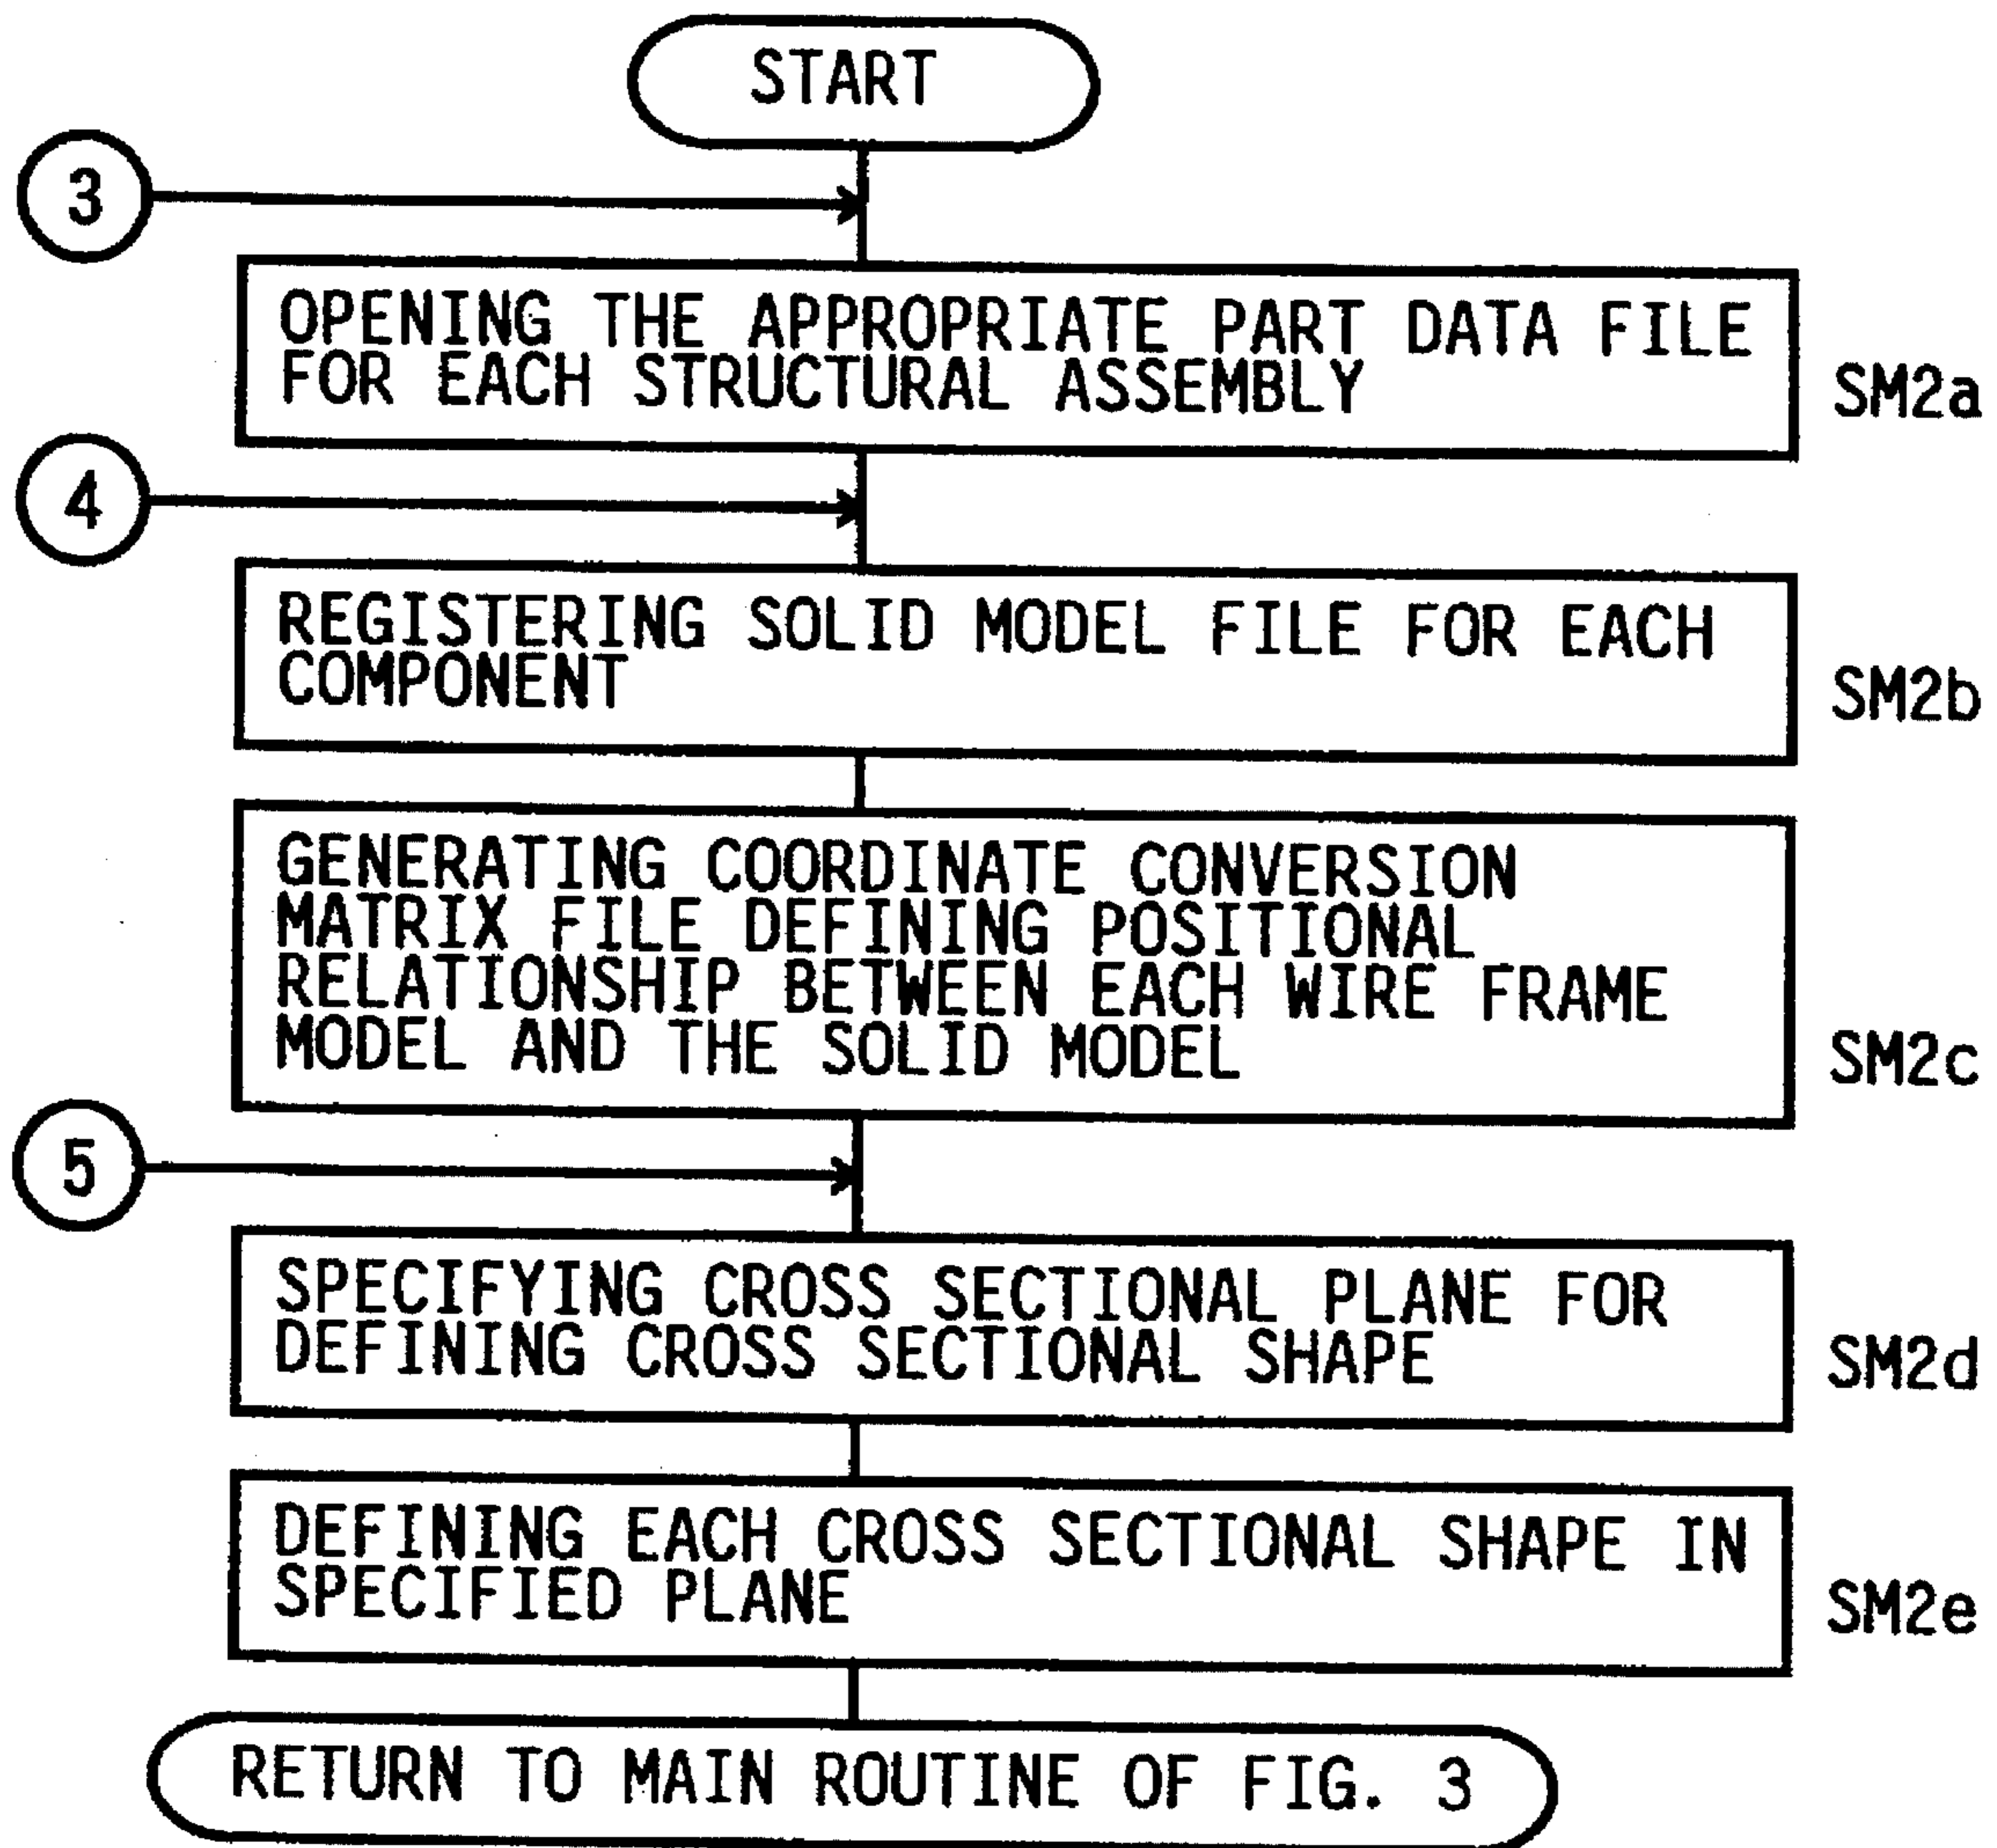 START
3
OPENING THE APPROPRIATE PART DATA FILE
FOR EACH STRUCTURAL ASSEMBLY
SM2a
4
REGISTERING SOLID MODEL FILE FOR EACH
COMPONENT
SM2b
GENERATING COORDINATE CONVERSION
MATRIX FILE DEFINING POSITIONAL
RELATIONSHIP BETWEEN EACH WIRE FRAME
MODEL AND THE SOLID MODEL
SM2c
5
SPECIFYING CROSS SECTIONAL PLANE FOR
DEFINING CROSS SECTIONAL SHAPE
SM2d
DEFINING EACH CROSS SECTIONAL SHAPE IN
SPECIFIED PLANE
SM2e
RETURN TO MAIN ROUTINE OF FIG. 3